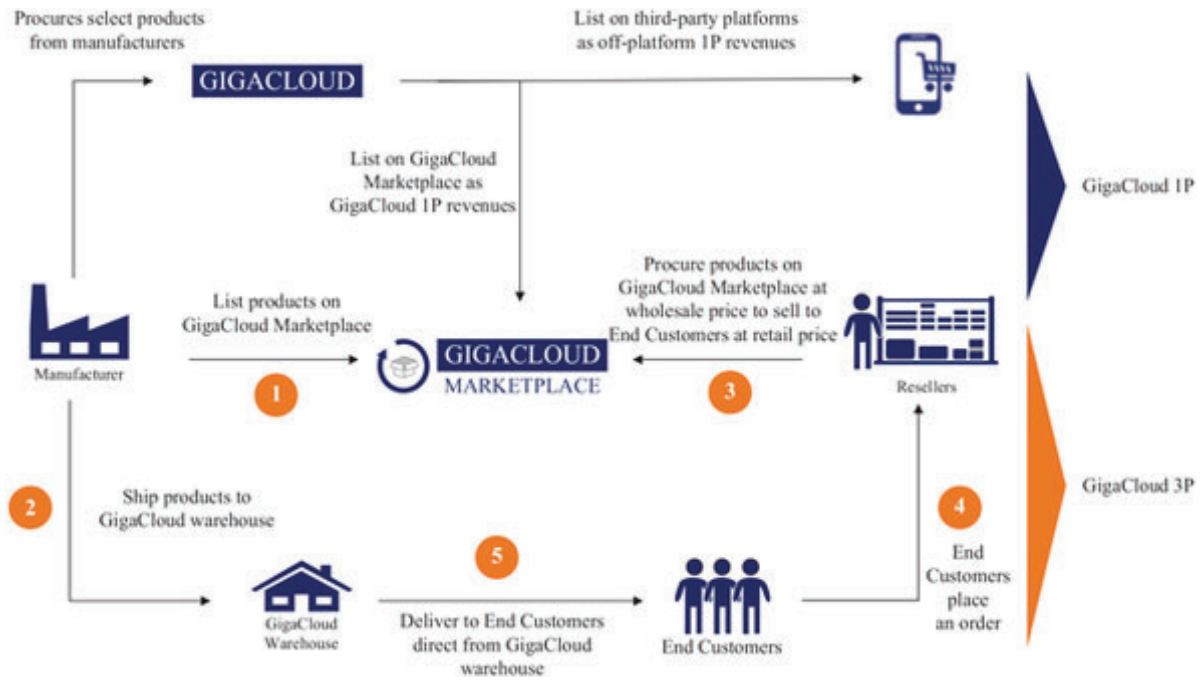 Procures select products
from manufacturers
GIGACLOUD
List on third-party platforms
as off-platform 1P revenues
List on GigaCloud
Marketplace as
GigaCloud 1P revenues
GigaCloud 1P
List products on
GigaCloud Marketplace
Manufacturer
1
GIGACLOUD
MARKETPLACE
Procure products on
GigaCloud Marketplace at
wholesale price to sell to
End Customers at retail price
3
Resellers
2
Ship products to
GigaCloud warehouse
GigaCloud
Warehouse
5
Deliver to End Customers
direct from GigaCloud
warehouse
End Customers
4
End
Customers
place
an order
GigaCloud 3P